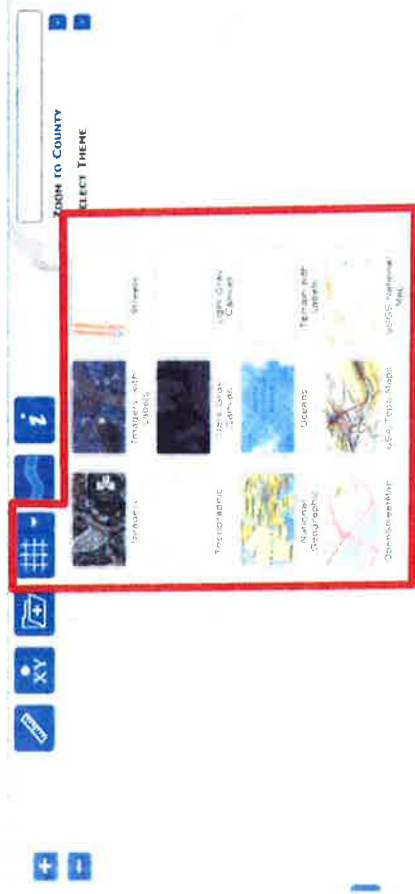 +
−
XY
i
ZOOM TO COUNTY
SELECT THEME
Imagery
Imagery with
Labels
Streets
Topographic
Dark Gray
Canvas
Light Gray
Canvas
National
Geographic
Oceans
Terrain with
Labels
OpenStreetMap
USA Topo Maps
USGS National
Map